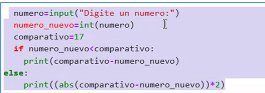 numero=input("Digite un numero:")
numero_nuevo=int(numero)
comparativo=17
if numero_nuevo<comparativo:
print(comparativo-numero_nuevo)
else:
print((abs(comparativo-numero_nuevo))*2)